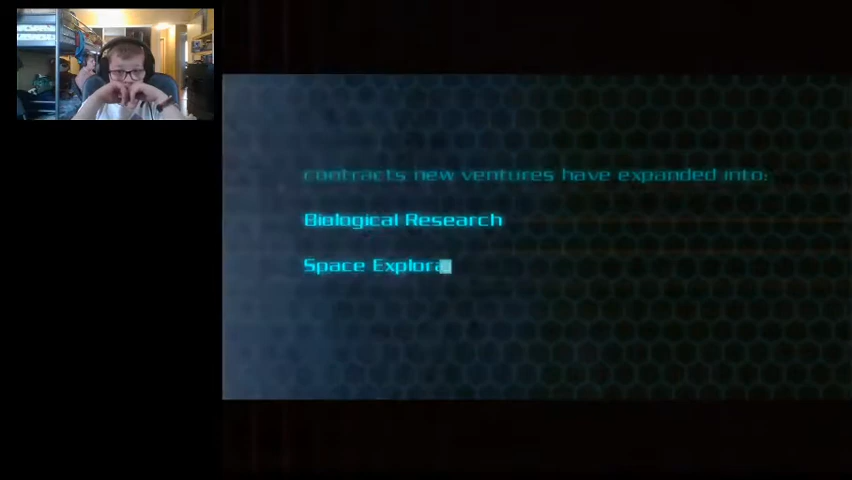 contracts new ventures have expanded into:
Biological Research
Space Explora